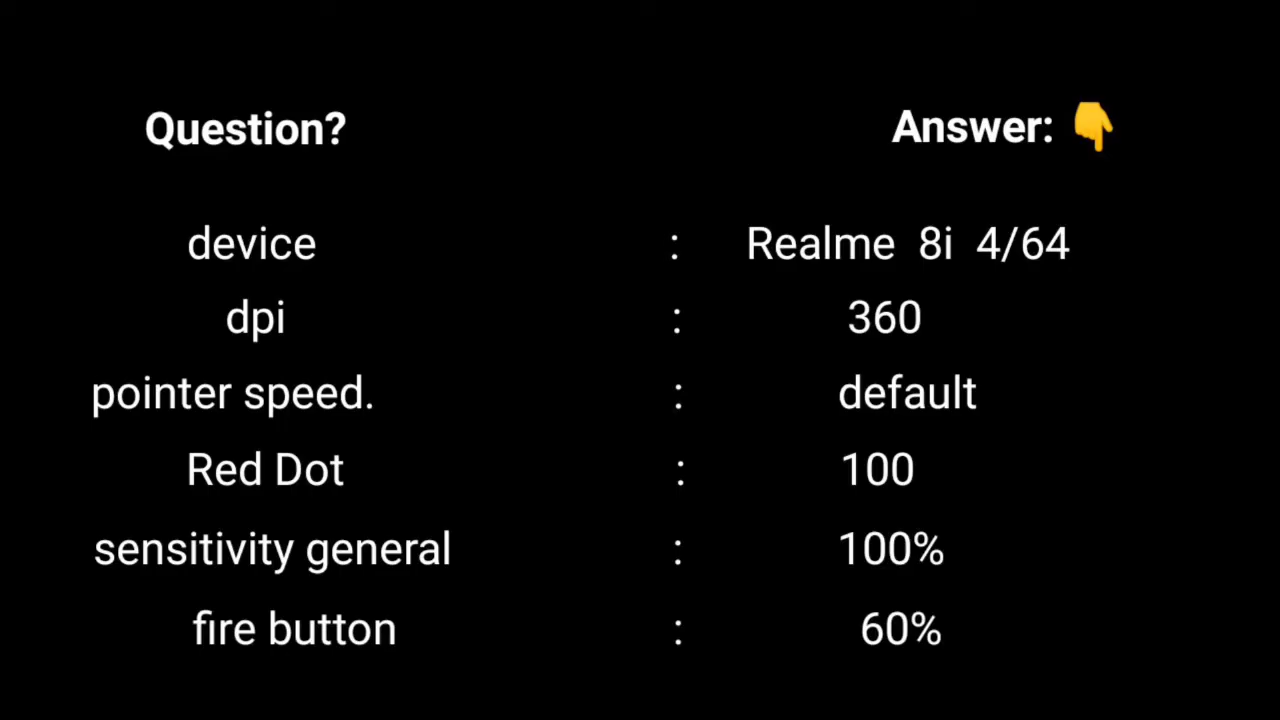 Question? Answer: 👇
device : Realme 8i 4/64
dpi : 360
pointer speed. : default
Red Dot : 100
sensitivity general : 100%
fire button : 60%